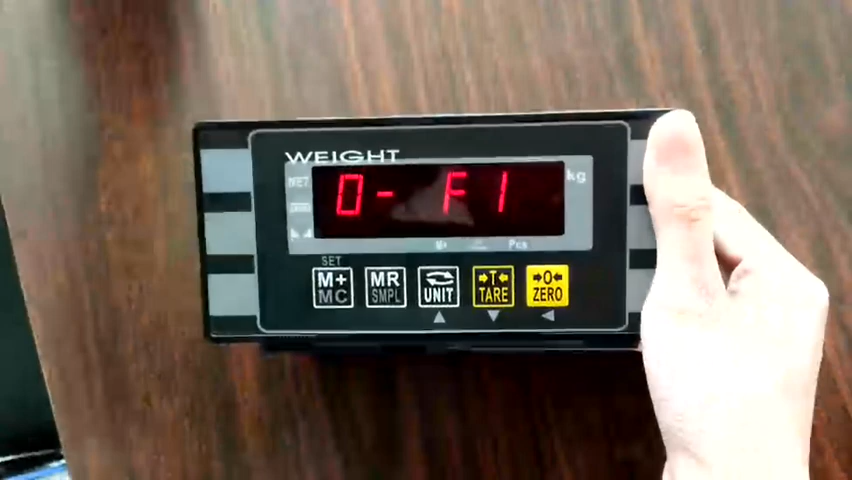 WEIGHT
NET
kg
0- F1
Pcs
SET
M+ MR UNIT →T← →0←
MC SMPL TARE ZERO
▲ ▼ ◀